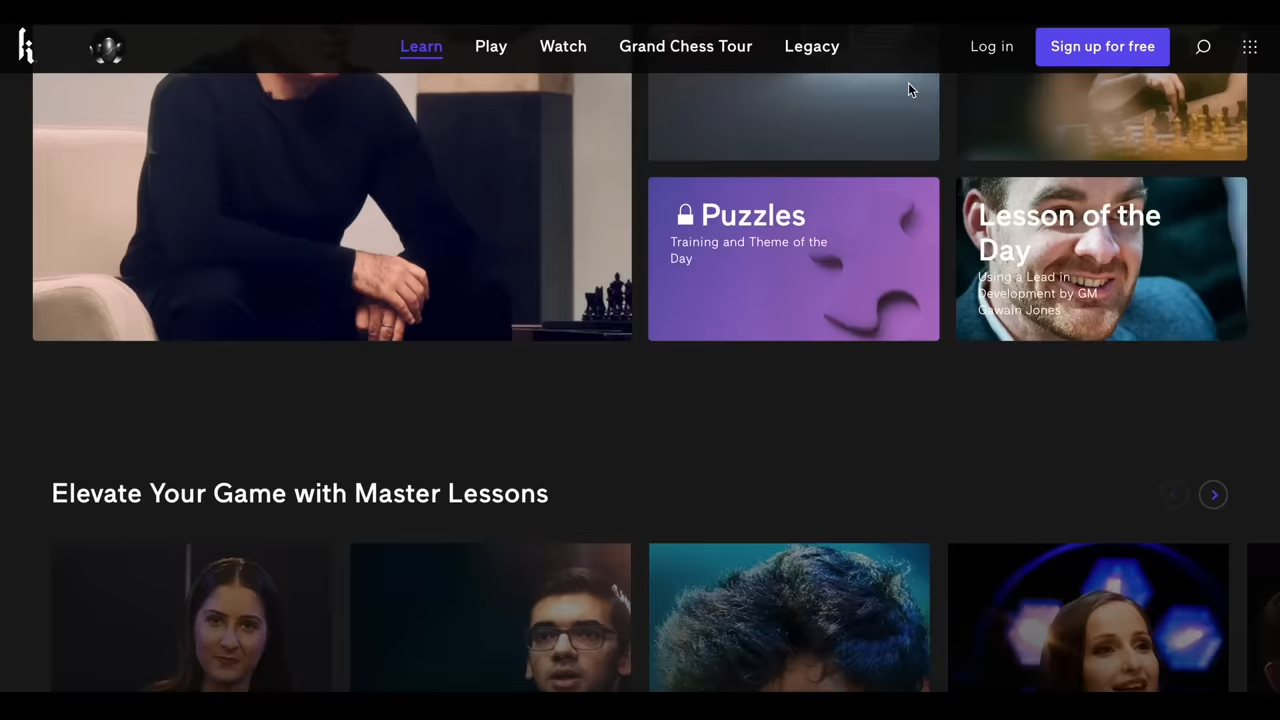 Learn Play Watch Grand Chess Tour Legacy Log in Sign up for free
Puzzles
Training and Theme of the
Day
Lesson of the
Day
Using a Lead in
Development by GM
Gawain Jones
Elevate Your Game with Master Lessons